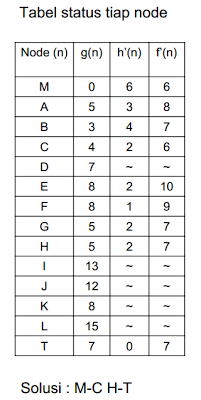 Tabel status tiap node
Node (n) g(n) h'(n) f'(n)
M 0 6 6
A 5 3 8
B 3 4 7
C 4 2 6
D 7 ~ ~
E 8 2 10
F 8 1 9
G 5 2 7
H 5 2 7
I 13 ~ ~
J 12 ~ ~
K 8 ~ ~
L 15 ~ ~
T 7 0 7
Solusi : M-C H-T